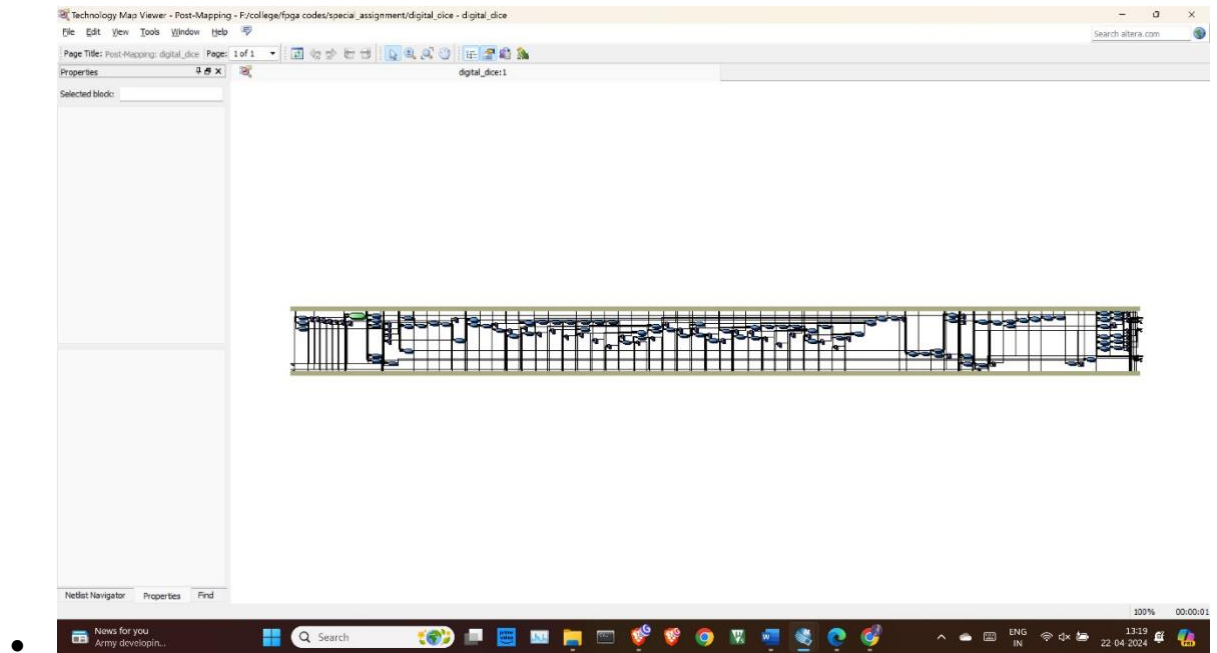 Technology Map Viewer - Post-Mapping - F:/college/fpga codes/special_assignment/digital_dice - digital_dice
File Edit View Tools Window Help
Search altera.com
Page Title: Post-Mapping: digital_dice Page: 1 of 1
Properties
digital_dice:1
Selected block:
Netlist Navigator Properties Find
100% 00:00:01
News for you
Army developin...
Search
ENG
IN
13:19
22-04-2024